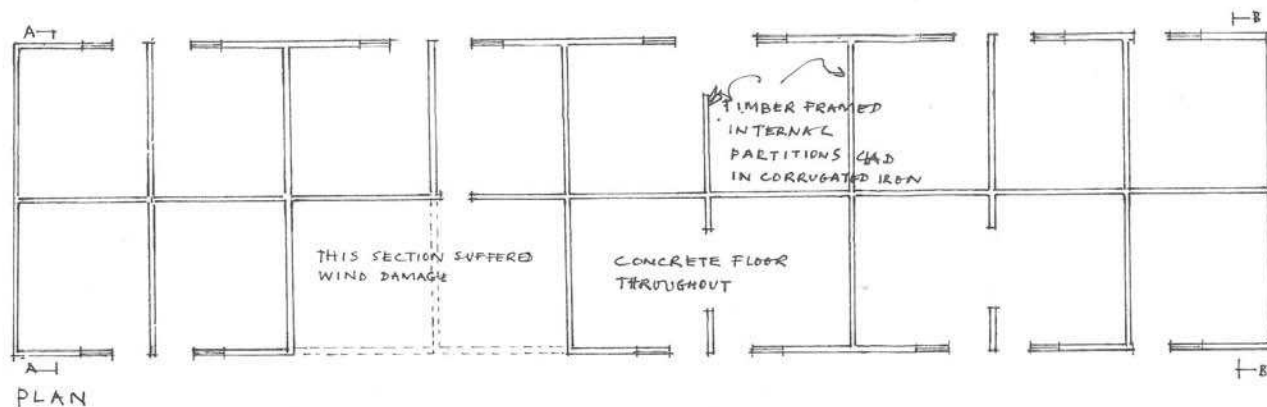 A
B
TIMBER FRAMED
INTERNAL
PARTITIONS CLAD
IN CORRUGATED IRON
THIS SECTION SUFFERED
WIND DAMAGE
CONCRETE FLOOR
THROUGHOUT
A
B
PLAN